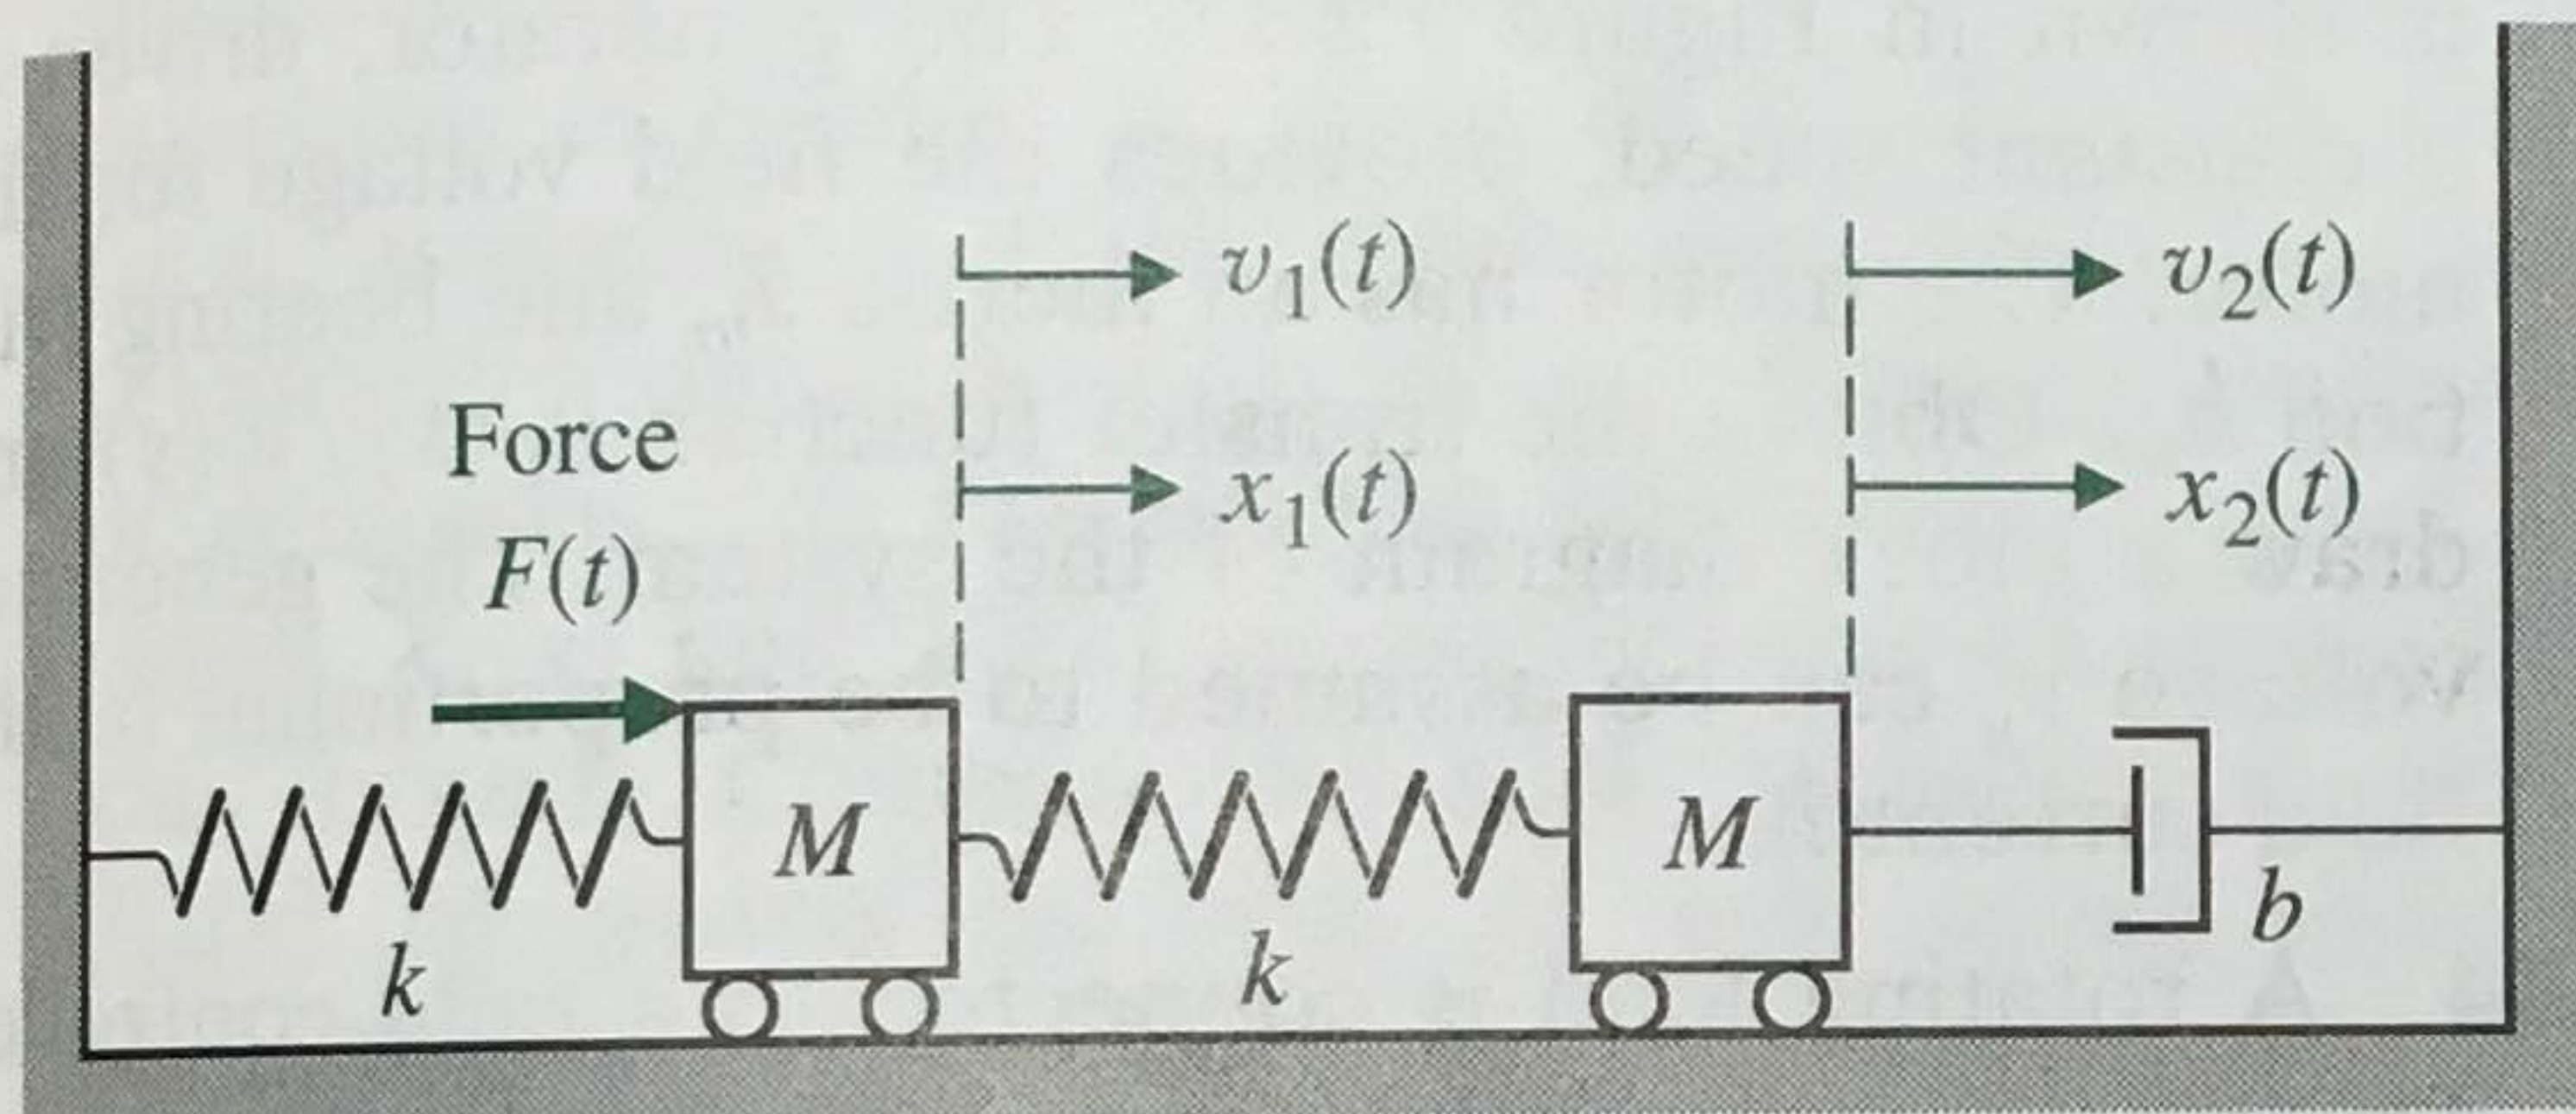 v₁(t)
v₂(t)
Force
x₁(t)
x₂(t)
F(t)
M
M
k
k
b